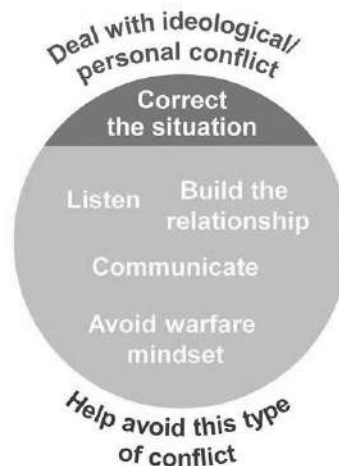 Deal with ideological/
personal conflict
Correct
the situation
Listen
Build the
relationship
Communicate
Avoid warfare
mindset
Help avoid this type
of conflict